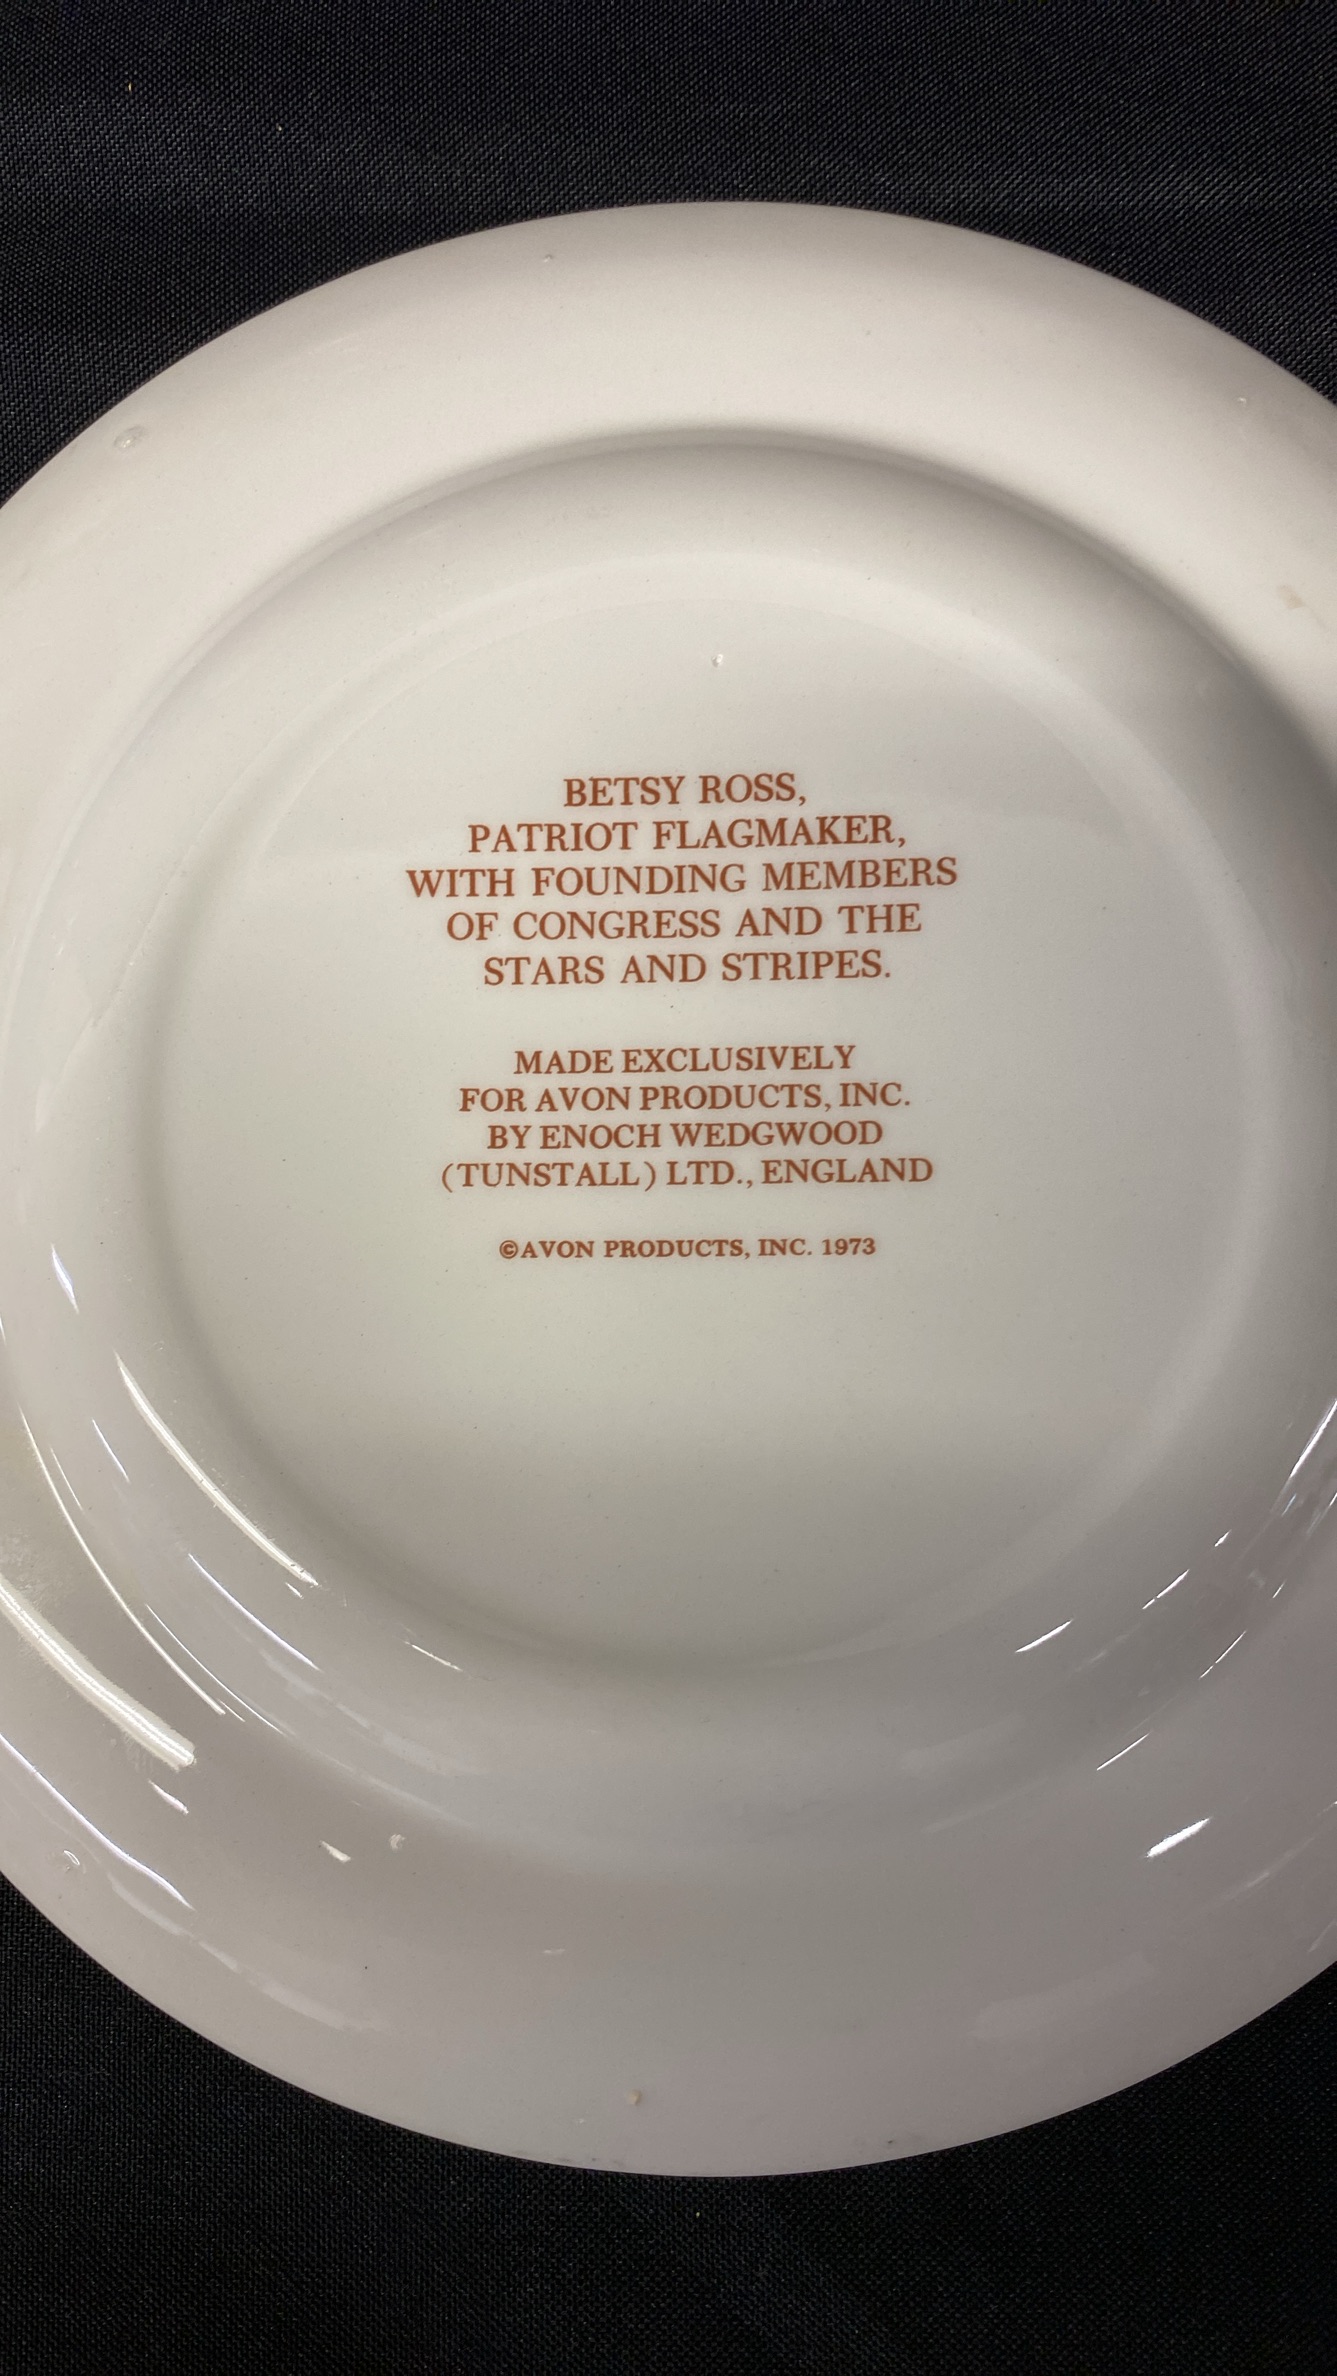 BETSY ROSS,
PATRIOT FLAGMAKER,
WITH FOUNDING MEMBERS
OF CONGRESS AND THE
STARS AND STRIPES.
MADE EXCLUSIVELY
FOR AVON PRODUCTS, INC.
BY ENOCH WEDGWOOD
(TUNSTALL) LTD., ENGLAND
©AVON PRODUCTS, INC. 1973